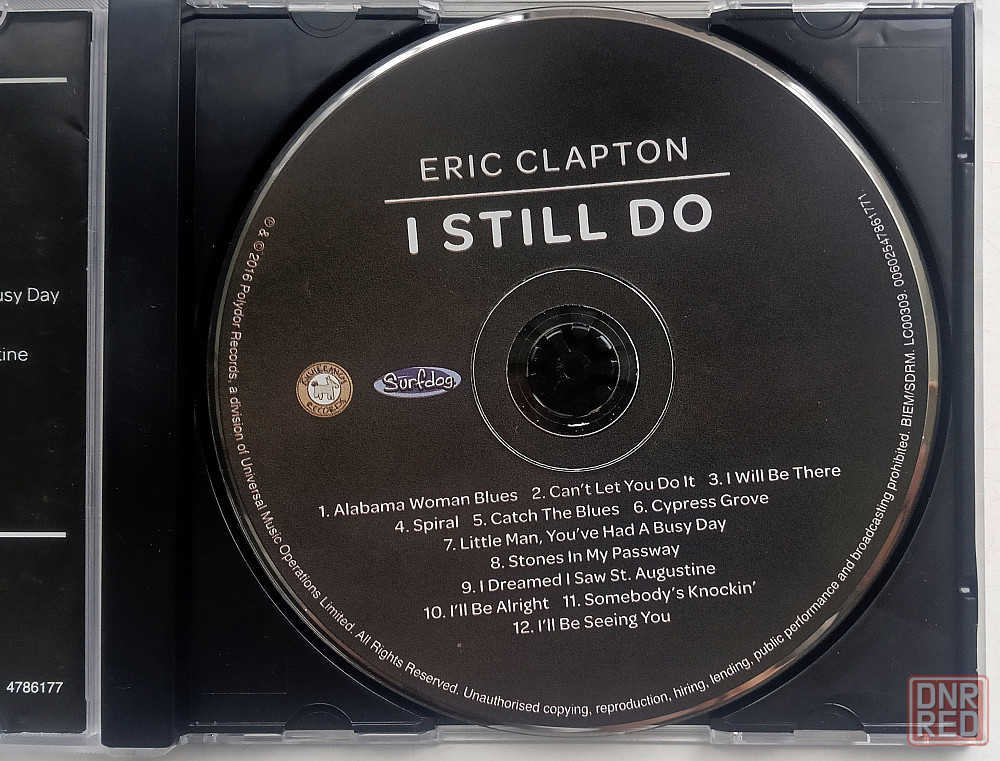 usy Day
tine
4786177
ERIC CLAPTON
I STILL DO
Surfdog
RECORDS
1. Alabama Woman Blues 2. Can't Let You Do It 3. I Will Be There
4. Spiral 5. Catch The Blues 6. Cypress Grove
7. Little Man, You've Had A Busy Day
8. Stones In My Passway
9. I Dreamed I Saw St. Augustine
10. I'll Be Alright 11. Somebody's Knockin'
12. I'll Be Seeing You
℗ & © 2016 Polydor Records, a division of Universal Music Operations Limited. All Rights Reserved. Unauthorised copying, reproduction, hiring, lending, public performance and broadcasting prohibited. BIEM/SDRM. LC00309. 00602547861771.
DNR
RED